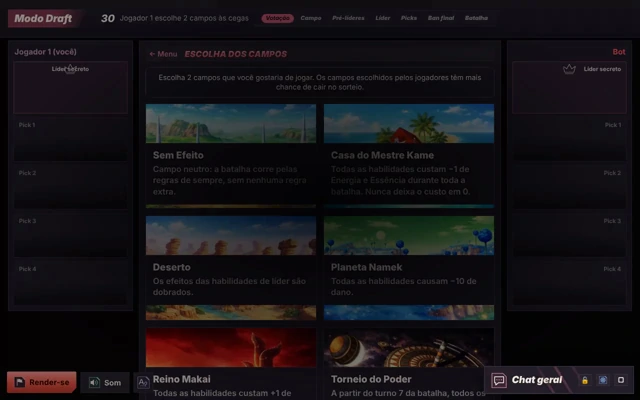 Modo Draft
30 Jogador 1 escolhe 2 campos às cegas
Votação Campo Pré-líderes Líder Picks Ban final Batalha
Jogador 1 (você)
Líder secreto
Pick 1
Pick 2
Pick 3
Pick 4
← Menu ESCOLHA DOS CAMPOS
Escolha 2 campos que você gostaria de jogar. Os campos escolhidos pelos jogadores têm mais
chance de cair no sorteio.
Sem Efeito
Campo neutro: a batalha corre pelas
regras de sempre, sem nenhuma regra
extra.
Casa do Mestre Kame
Todas as habilidades custam −1 de
Energia e Essência durante toda a
batalha. Nunca deixa o custo em 0.
Deserto
Os efeitos das habilidades de líder são
dobrados.
Planeta Namek
Todas as habilidades causam −10 de
dano.
Reino Makai
Todas as habilidades custam +1 de
Torneio do Poder
A partir do turno 7 da batalha, todos os
Bot
Líder secreto
Pick 1
Pick 2
Pick 3
Pick 4
Render-se
Som
Chat geral